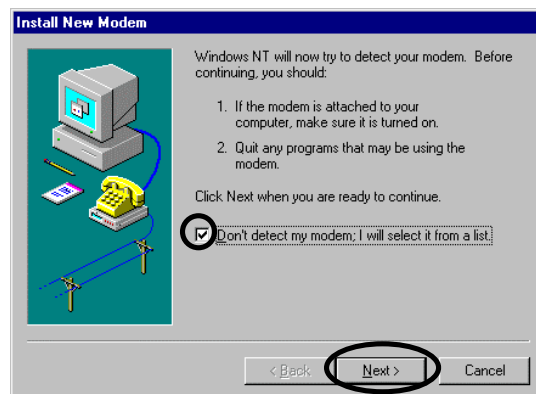 Install New Modem
Windows NT will now try to detect your modem. Before
continuing, you should:
1. If the modem is attached to your
computer, make sure it is turned on.
2. Quit any programs that may be using the
modem.
Click Next when you are ready to continue.
Don't detect my modem; I will select it from a list.
< Back
Next >
Cancel